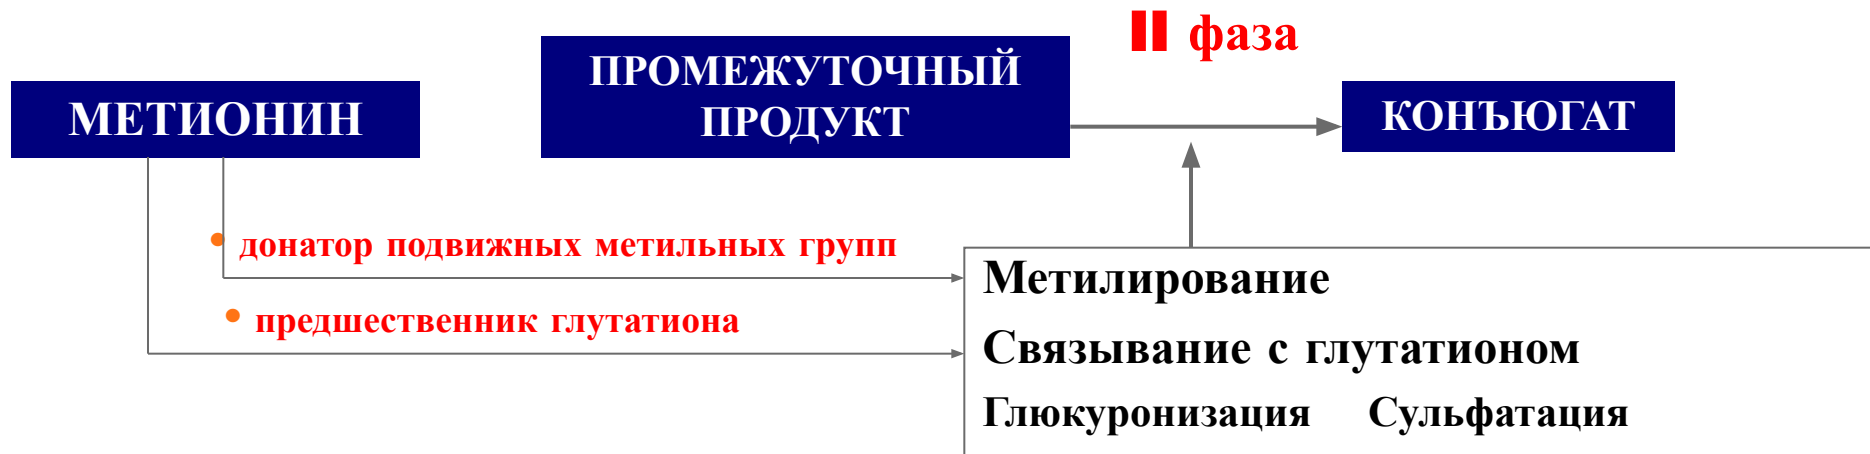 II фаза
МЕТИОНИН
ПРОМЕЖУТОЧНЫЙ
ПРОДУКТ
КОНЪЮГАТ
• донатор подвижных метильных групп
• предшественник глутатиона
Метилирование
Связывание с глутатионом
Глюкуронизация Сульфатация